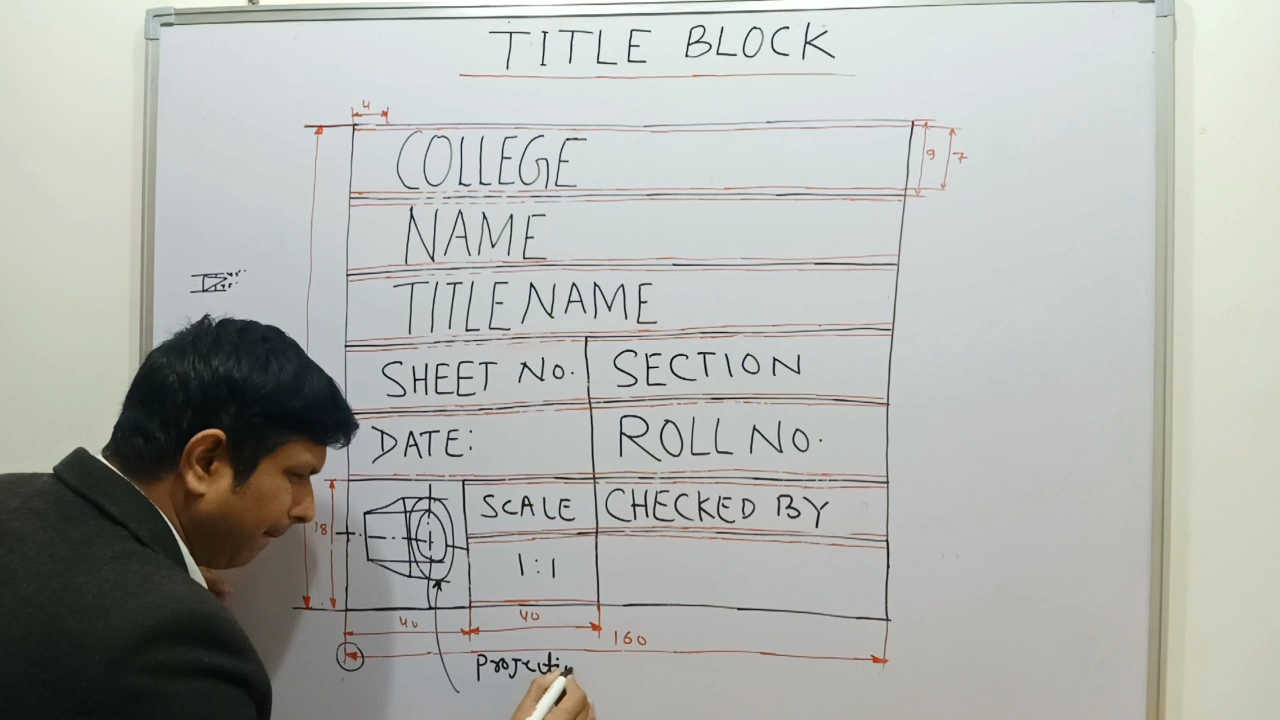 TITLE BLOCK
4
COLLEGE
9 7
NAME
TITLE NAME
SHEET No. SECTION
DATE: ROLL NO.
18
SCALE CHECKED BY
1:1
40 40
160
Projecti